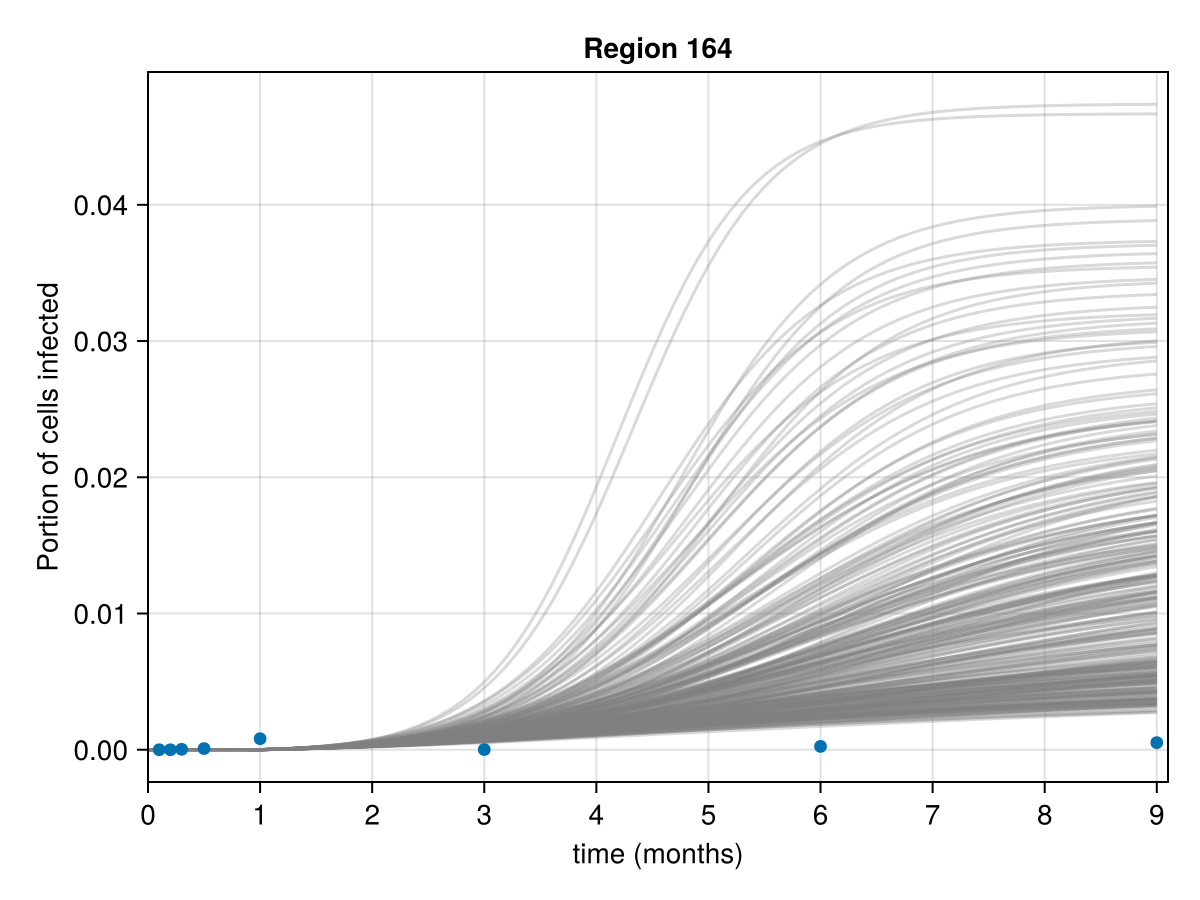 Region 164
Portion of cells infected
0.04
0.03
0.02
0.01
0.00
0 1 2 3 4 5 6 7 8 9
time (months)